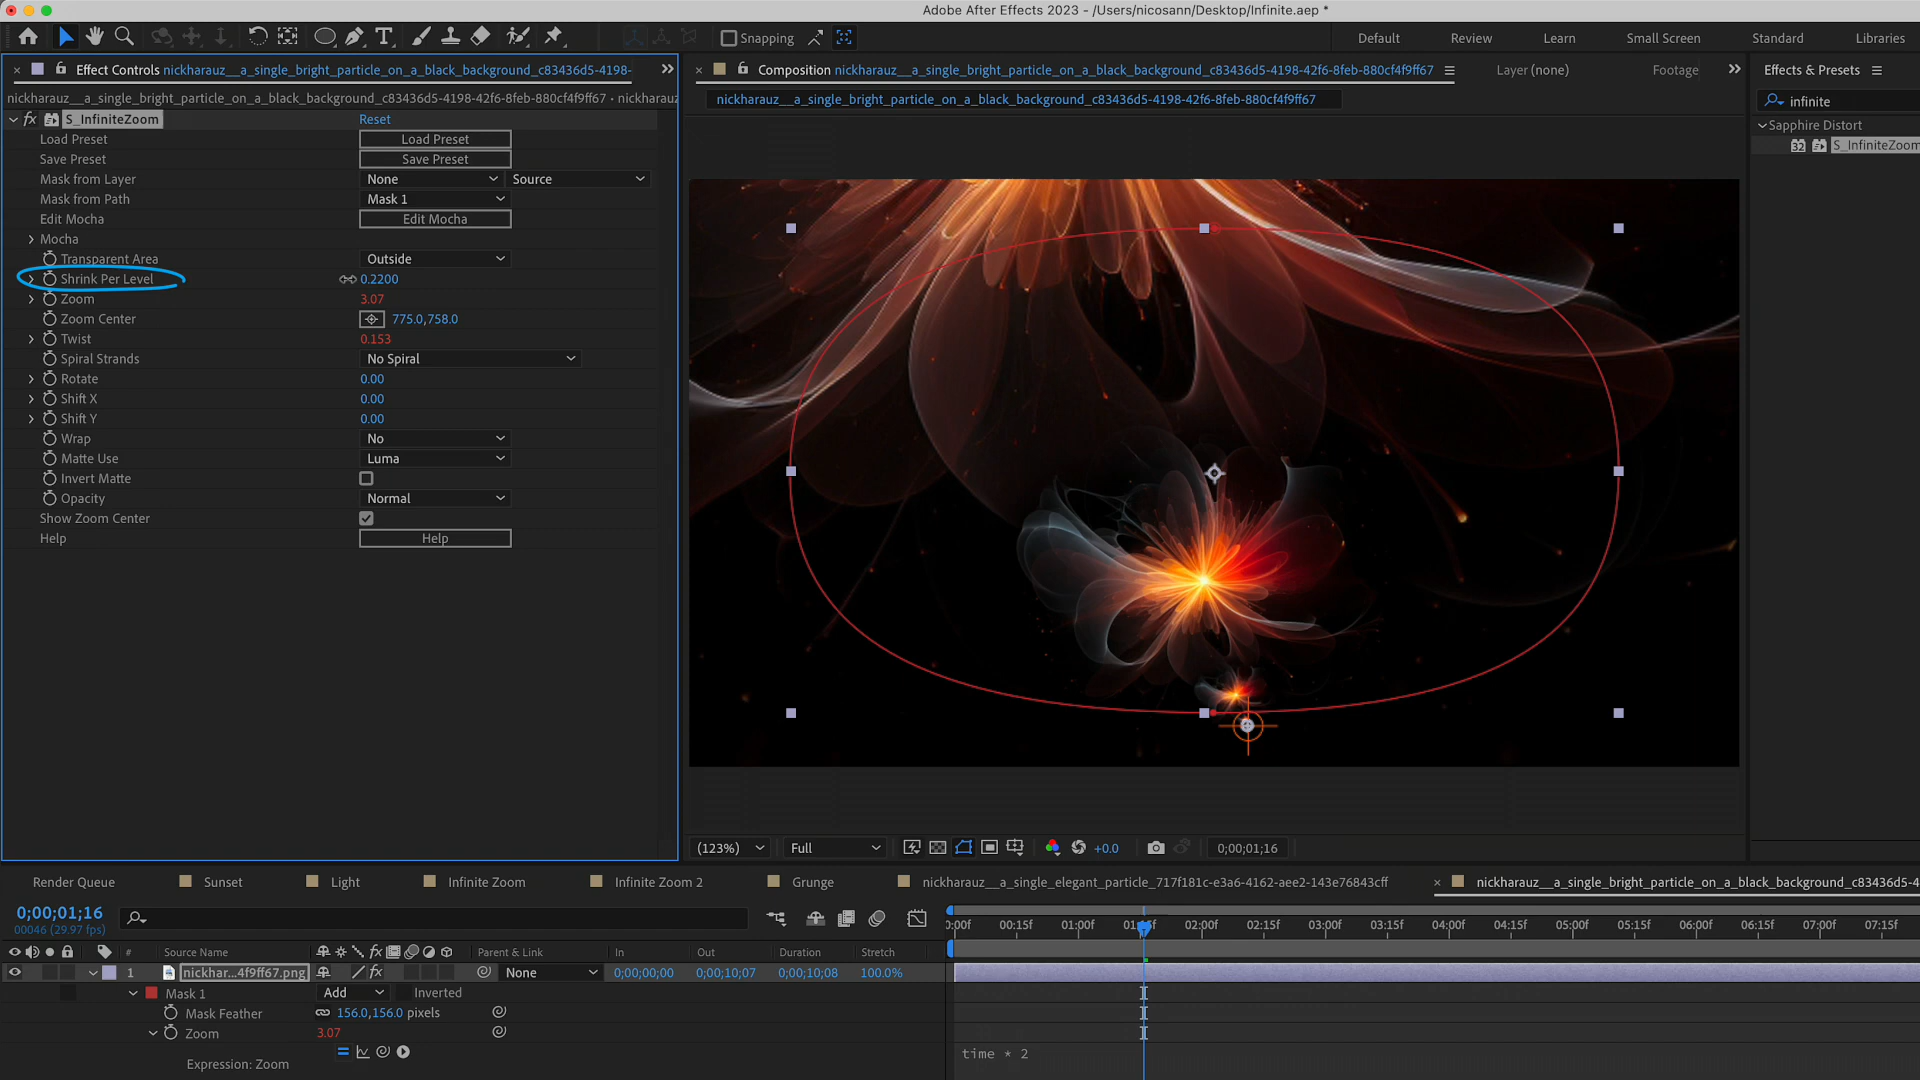 Adobe After Effects 2023 - /Users/nicosann/Desktop/Infinite.aep *
Snapping
Default
Review
Learn
Small Screen
Standard
Libraries
Effect Controls nickharauz__a_single_bright_particle_on_a_black_background_c83436d5-4198-
nickharauz__a_single_bright_particle_on_a_black_background_c83436d5-4198-42f6-8feb-880cf4f9ff67 • nickharauz
fx S_InfiniteZoom Reset
Load Preset Load Preset
Save Preset Save Preset
Mask from Layer None Source
Mask from Path Mask 1
Edit Mocha Edit Mocha
Mocha
Transparent Area Outside
Shrink Per Level 0.2200
Zoom 3.07
Zoom Center 775.0,758.0
Twist 0.153
Spiral Strands No Spiral
Rotate 0.00
Shift X 0.00
Shift Y 0.00
Wrap No
Matte Use Luma
Invert Matte
Opacity Normal
Show Zoom Center
Help Help
Composition nickharauz__a_single_bright_particle_on_a_black_background_c83436d5-4198-42f6-8feb-880cf4f9ff67
Layer (none)
Footage
nickharauz__a_single_bright_particle_on_a_black_background_c83436d5-4198-42f6-8feb-880cf4f9ff67
(123%) Full +0.0 0;00;01;16
Effects & Presets
infinite
Sapphire Distort
32 S_InfiniteZoom
Render Queue Sunset Light Infinite Zoom Infinite Zoom 2 Grunge nickharauz__a_single_elegant_particle_717f181c-e3a6-4162-aee2-143e76843cff nickharauz__a_single_bright_particle_on_a_black_background_c83436d5-4
0;00;01;16
00046 (29.97 fps)
# Source Name fx Parent & Link In Out Duration Stretch
1 nickhar...4f9ff67.png fx None 0;00;00;00 0;00;10;07 0;00;10;08 100.0%
Mask 1 Add Inverted
Mask Feather 156.0,156.0 pixels
Zoom 3.07
Expression: Zoom
00:15f 01:00f 02:00f 02:15f 03:00f 03:15f 04:00f 04:15f 05:00f 05:15f 06:00f 06:15f 07:00f 07:15f
time * 2